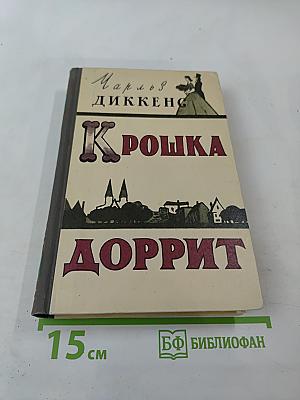 Чарльз
ДИККЕНС
КРОШКА
ДОРРИТ
15 см
БФ БИБЛИОФАН